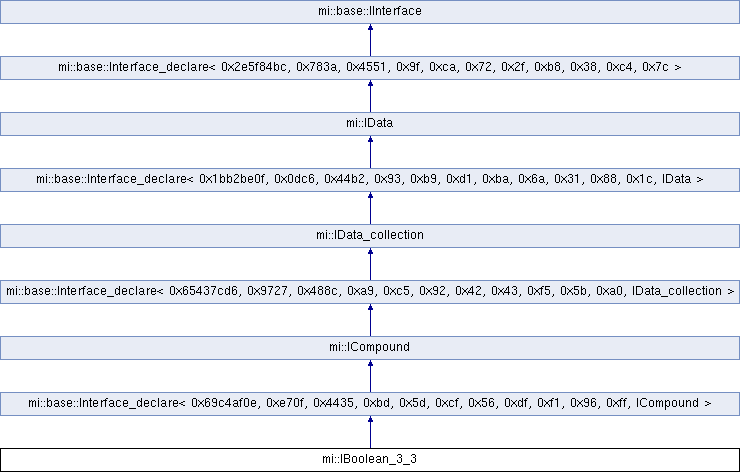 mi::base::IInterface
mi::base::Interface_declare< 0x2e5f84bc, 0x783a, 0x4551, 0x9f, 0xca, 0x72, 0x2f, 0xb8, 0x38, 0xc4, 0x7c >
mi::IData
mi::base::Interface_declare< 0x1bb2be0f, 0x0dc6, 0x44b2, 0x93, 0xb9, 0xd1, 0xba, 0x6a, 0x31, 0x88, 0x1c, IData >
mi::IData_collection
mi::base::Interface_declare< 0x65437cd6, 0x9727, 0x488c, 0xa9, 0xc5, 0x92, 0x42, 0x43, 0xf5, 0x5b, 0xa0, IData_collection >
mi::ICompound
mi::base::Interface_declare< 0x69c4af0e, 0xe70f, 0x4435, 0xbd, 0x5d, 0xcf, 0x56, 0xdf, 0xf1, 0x96, 0xff, ICompound >
mi::IBoolean_3_3